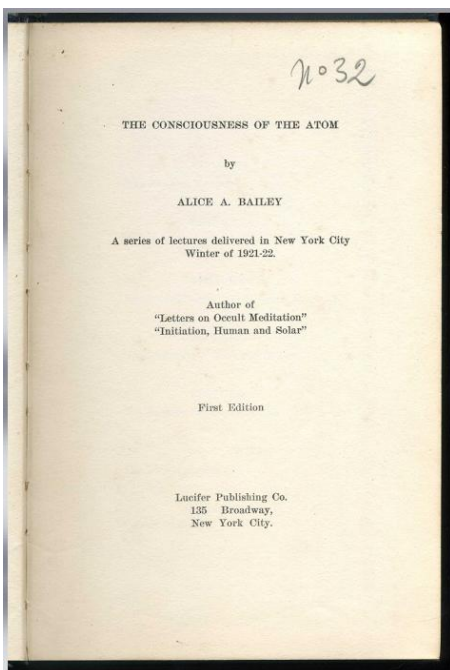 no 32
THE CONSCIOUSNESS OF THE ATOM
by
ALICE A. BAILEY
A series of lectures delivered in New York City
Winter of 1921-22.
Author of
“Letters on Occult Meditation”
“Initiation, Human and Solar”
First Edition
Lucifer Publishing Co.
135 Broadway,
New York City.